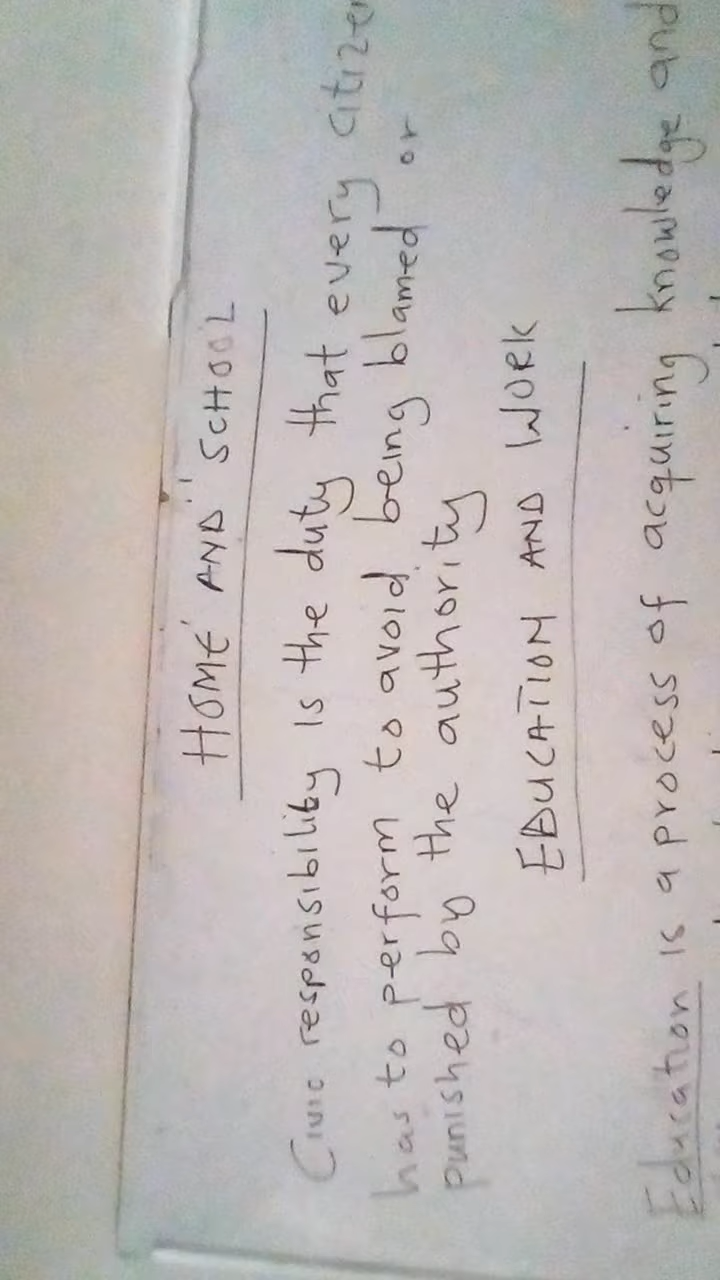 HOME AND SCHOOL
Civic responsibility is the duty that every citize
has to perform to avoid being blamed or
punished by the authority
EDUCATION AND WORK
Education is a process of acquiring knowledge and